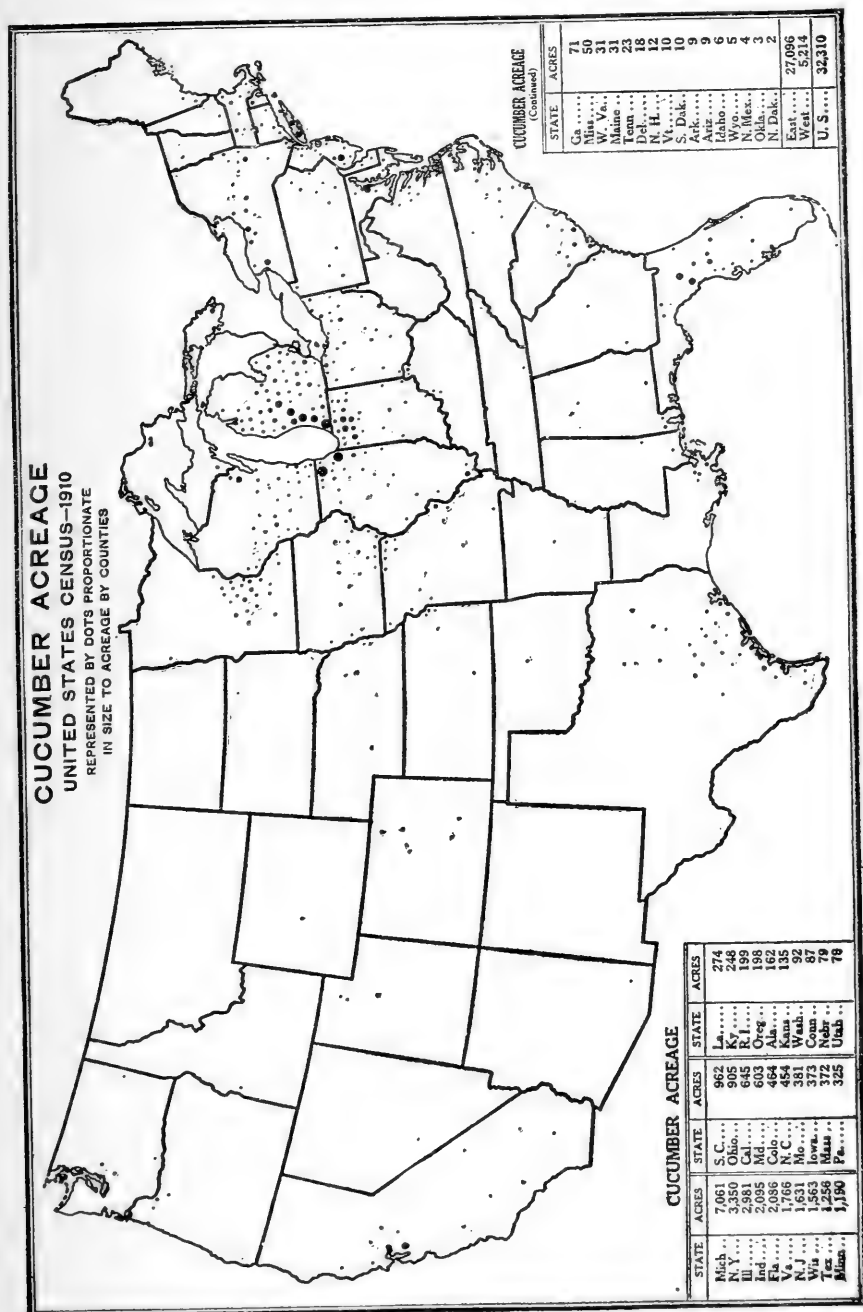 CUCUMBER ACREAGE
UNITED STATES CENSUS—1910
REPRESENTED BY DOTS PROPORTIONATE
IN SIZE TO ACREAGE BY COUNTIES
CUCUMBER ACREAGE
STATE ACRES STATE ACRES STATE ACRES
Mich..... 7,061 S. C..... 962 La..... 274
N. Y..... 3,350 Ohio..... 905 Ky..... 248
Ill..... 2,981 Cal..... 645 R. I..... 199
Ind..... 2,095 Md..... 603 Oreg... 198
Fla..... 2,086 Colo.... 464 Ala..... 162
Va..... 1,766 N. C.... 454 Kans.... 135
N. J..... 1,631 Mo..... 381 Wash... 92
Wis..... 1,563 Iowa.... 373 Conn... 87
Tex..... 1,256 Mass... 372 Nebr... 79
Minn.... 1,190 Pa..... 325 Utah... 78
CUCUMBER ACREAGE
(Continued)
STATE ACRES
Ga..... 71
Miss..... 50
W. Va... 31
Maine... 31
Tenn.... 23
Del..... 18
N. H..... 12
Vt..... 10
S. Dak... 10
Ark..... 9
Ariz..... 9
Idaho.... 6
Wyo..... 5
N. Mex.. 4
Okla..... 3
N. Dak.. 2
East.... 27,096
West.... 5,214
U. S.... 32,310